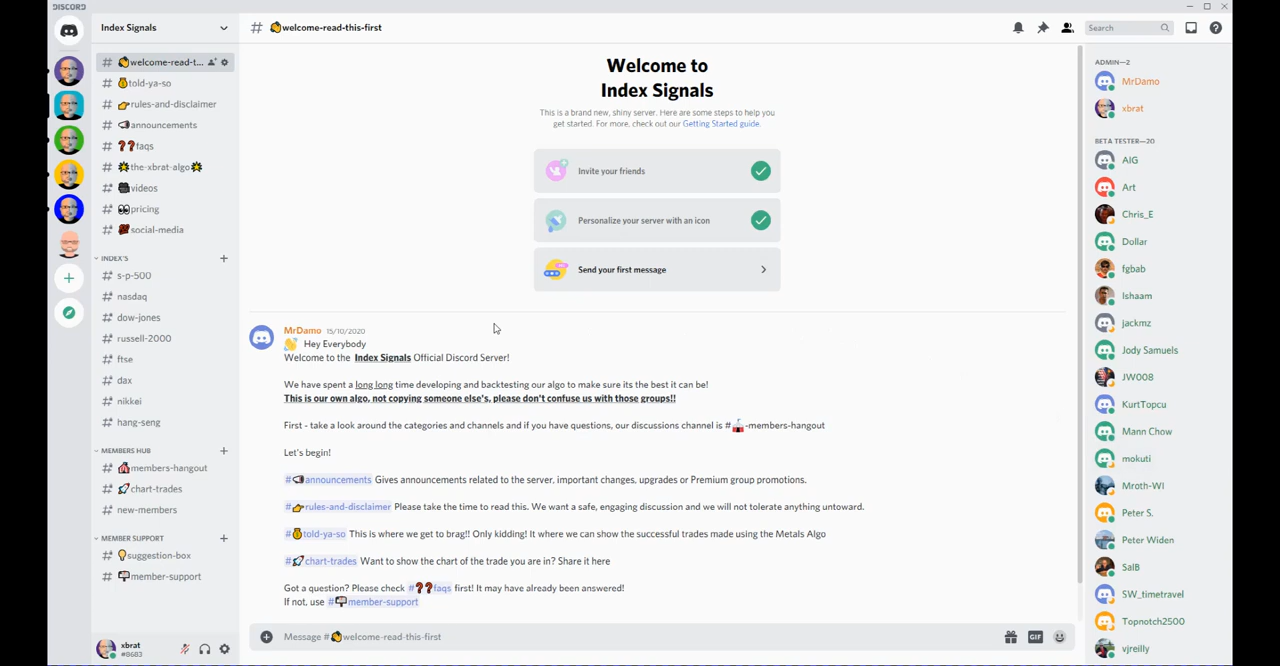 DISCORD
Index Signals
welcome-read-t...
told-ya-so
rules-and-disclaimer
announcements
faqs
the-xbrat-algo
videos
pricing
social-media
INDEX'S
s-p-500
nasdaq
dow-jones
russell-2000
ftse
dax
nikkei
hang-seng
MEMBERS HUB
members-hangout
chart-trades
new-members
MEMBER SUPPORT
suggestion-box
member-support
xbrat
#8683
# 👏welcome-read-this-first
Search
Welcome to
Index Signals
This is a brand new, shiny server. Here are some steps to help you
get started. For more, check out our Getting Started guide.
Invite your friends
Personalize your server with an icon
Send your first message
MrDamo 15/10/2020
👋 Hey Everybody
Welcome to the Index Signals Official Discord Server!
We have spent a long long time developing and backtesting our algo to make sure its the best it can be!
This is our own algo, not copying someone else's, please don't confuse us with those groups!!
First - take a look around the categories and channels and if you have questions, our discussions channel is #🎪-members-hangout
Let's begin!
#📢announcements Gives announcements related to the server, important changes, upgrades or Premium group promotions.
#👉rules-and-disclaimer Please take the time to read this. We want a safe, engaging discussion and we will not tolerate anything untoward.
#💰told-ya-so This is where we get to brag!! Only kidding! It where we can show the successful trades made using the Metals Algo
#🚀chart-trades Want to show the chart of the trade you are in? Share it here
Got a question? Please check #❓❓faqs first! It may have already been answered!
If not, use #📫member-support
Message #👏welcome-read-this-first
GIF
ADMIN—2
MrDamo
xbrat
BETA TESTER—20
AIG
Art
Chris_E
Dollar
fgbab
Ishaam
jackmz
Jody Samuels
JW008
KurtTopcu
Mann Chow
mokuti
Mroth-WI
Peter S.
Peter Widen
SalB
SW_timetravel
Topnotch2500
vjreilly